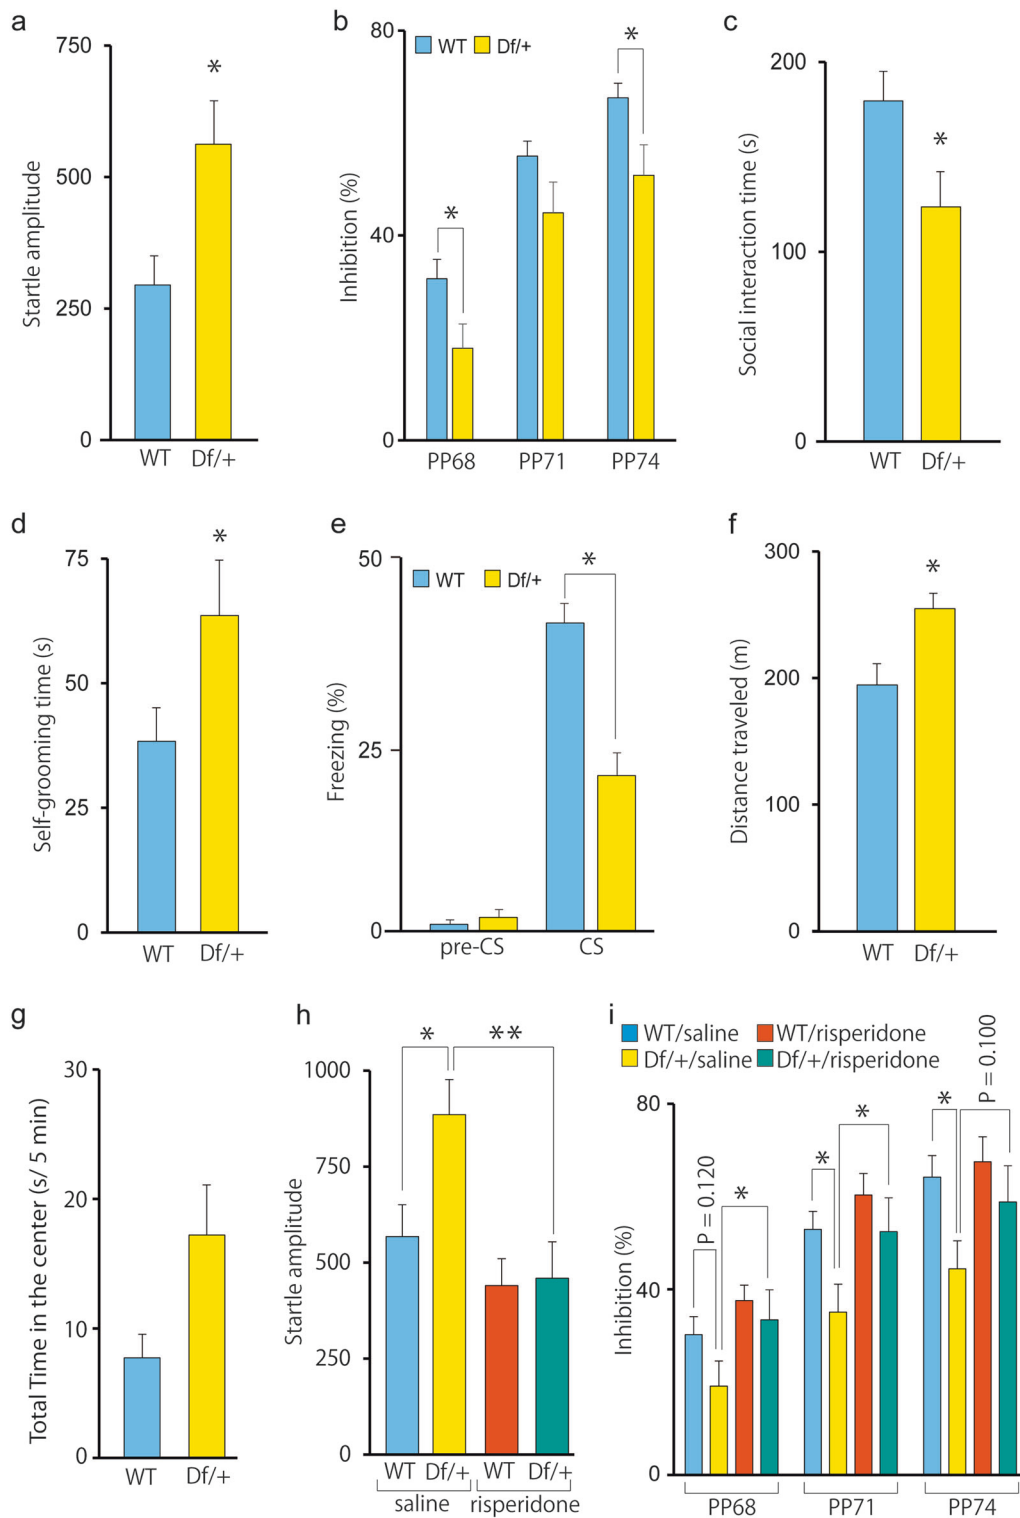 a
750
500
250
0
Startle amplitude
*
WT Df/+
b
80
40
0
Inhibition (%)
WT Df/+
*
*
PP68 PP71 PP74
c
200
100
0
Social interaction time (s)
*
WT Df/+
d
75
50
25
0
Self-grooming time (s)
*
WT Df/+
e
50
25
0
Freezing (%)
WT Df/+
*
pre-CS CS
f
300
200
100
0
Distance traveled (m)
*
WT Df/+
g
30
20
10
0
Total Time in the center (s/ 5 min)
WT Df/+
h
1000
750
500
250
0
Startle amplitude
* **
WT Df/+ WT Df/+
saline risperidone
i
WT/saline WT/risperidone
Df/+/saline Df/+/risperidone
80
40
0
Inhibition (%)
P = 0.120
*
*
*
*
P = 0.100
PP68 PP71 PP74